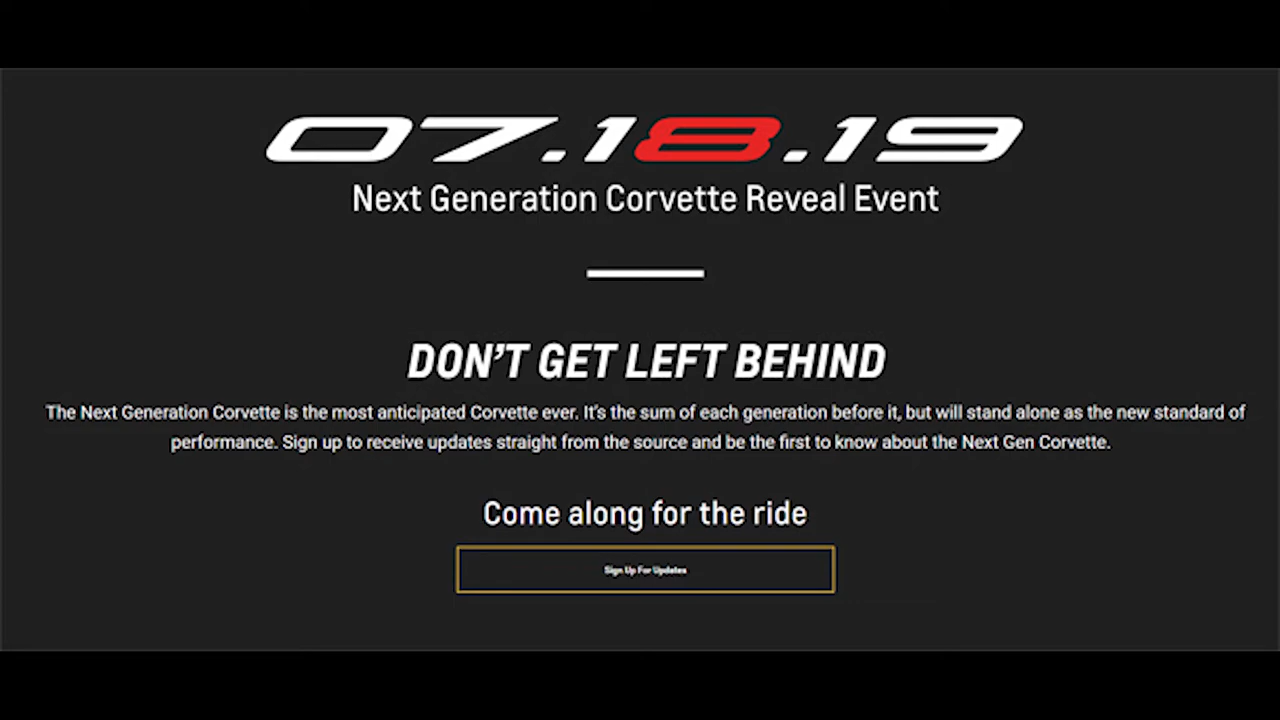 07.18.19
Next Generation Corvette Reveal Event
DON'T GET LEFT BEHIND
The Next Generation Corvette is the most anticipated Corvette ever. It's the sum of each generation before it, but will stand alone as the new standard of
performance. Sign up to receive updates straight from the source and be the first to know about the Next Gen Corvette.
Come along for the ride
Sign Up For Updates